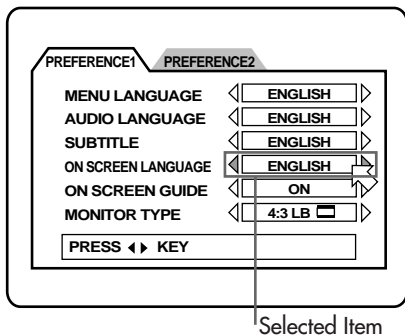 PREFERENCE1 PREFERENCE2
MENU LANGUAGE ENGLISH
AUDIO LANGUAGE ENGLISH
SUBTITLE ENGLISH
ON SCREEN LANGUAGE ENGLISH
ON SCREEN GUIDE ON
MONITOR TYPE 4:3 LB
PRESS KEY
Selected Item